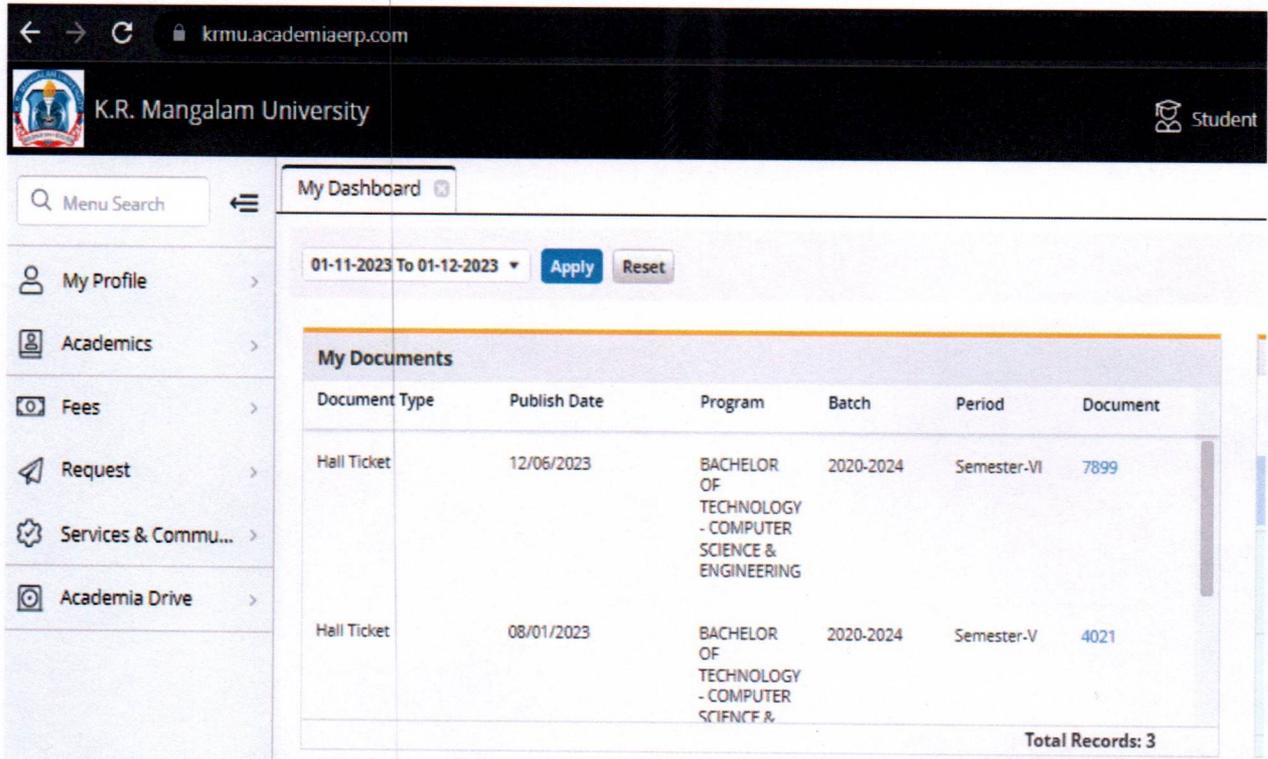 krmu.academiaerp.com
K.R. Mangalam University
Student
Menu Search
My Dashboard
My Profile
Academics
Fees
Request
Services & Commu...
Academia Drive
01-11-2023 To 01-12-2023 Apply Reset
My Documents
Document Type Publish Date Program Batch Period Document
Hall Ticket 12/06/2023 BACHELOR 2020-2024 Semester-VI 7899
OF
TECHNOLOGY
- COMPUTER
SCIENCE &
ENGINEERING
Hall Ticket 08/01/2023 BACHELOR 2020-2024 Semester-V 4021
OF
TECHNOLOGY
- COMPUTER
SCIENCE &
Total Records: 3